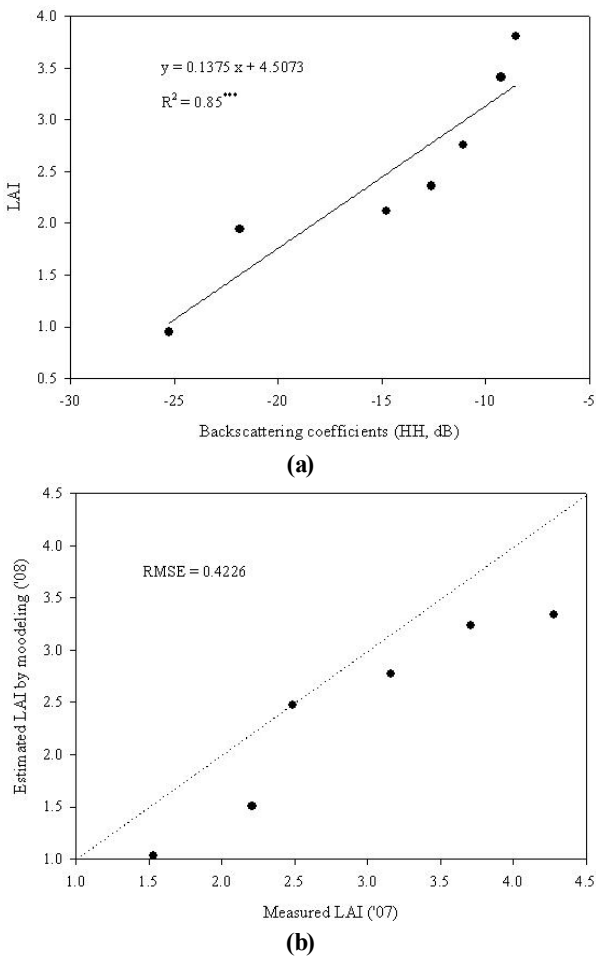 4.0
3.5
3.0
2.5
2.0
1.5
1.0
0.5
LAI
y = 0.1375 x + 4.5073
R² = 0.85***
-30 -25 -20 -15 -10 -5
Backscattering coefficients (HH, dB)
(a)
4.5
4.0
3.5
3.0
2.5
2.0
1.5
1.0
Estimated LAI by moodeling ('08)
RMSE = 0.4226
1.0 1.5 2.0 2.5 3.0 3.5 4.0 4.5
Measured LAI ('07)
(b)